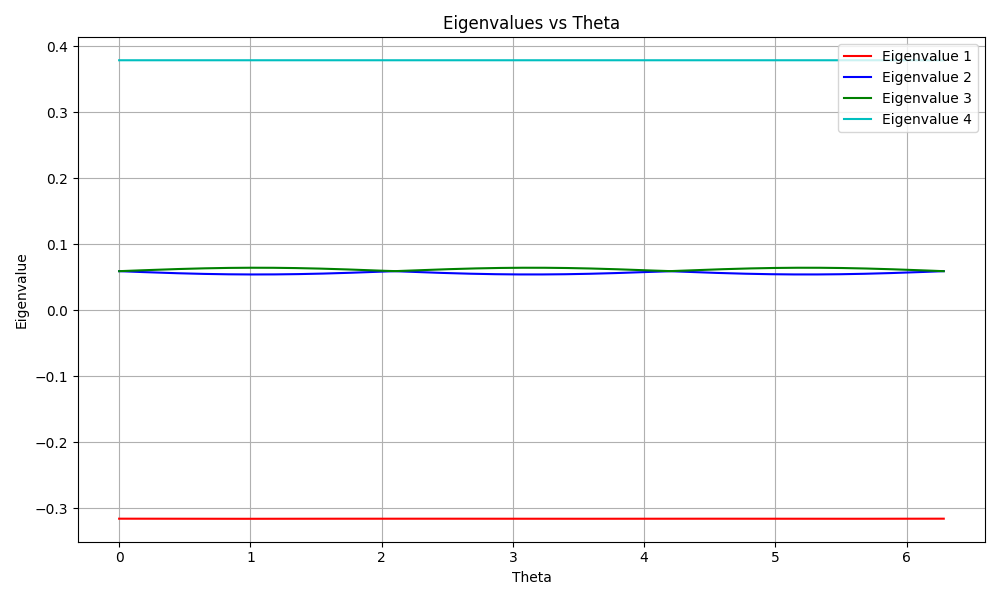 Eigenvalues vs Theta
Eigenvalue 1
Eigenvalue 2
Eigenvalue 3
Eigenvalue 4
0.4
0.3
0.2
0.1
0.0
−0.1
−0.2
−0.3
Eigenvalue
0
1
2
3
4
5
6
Theta